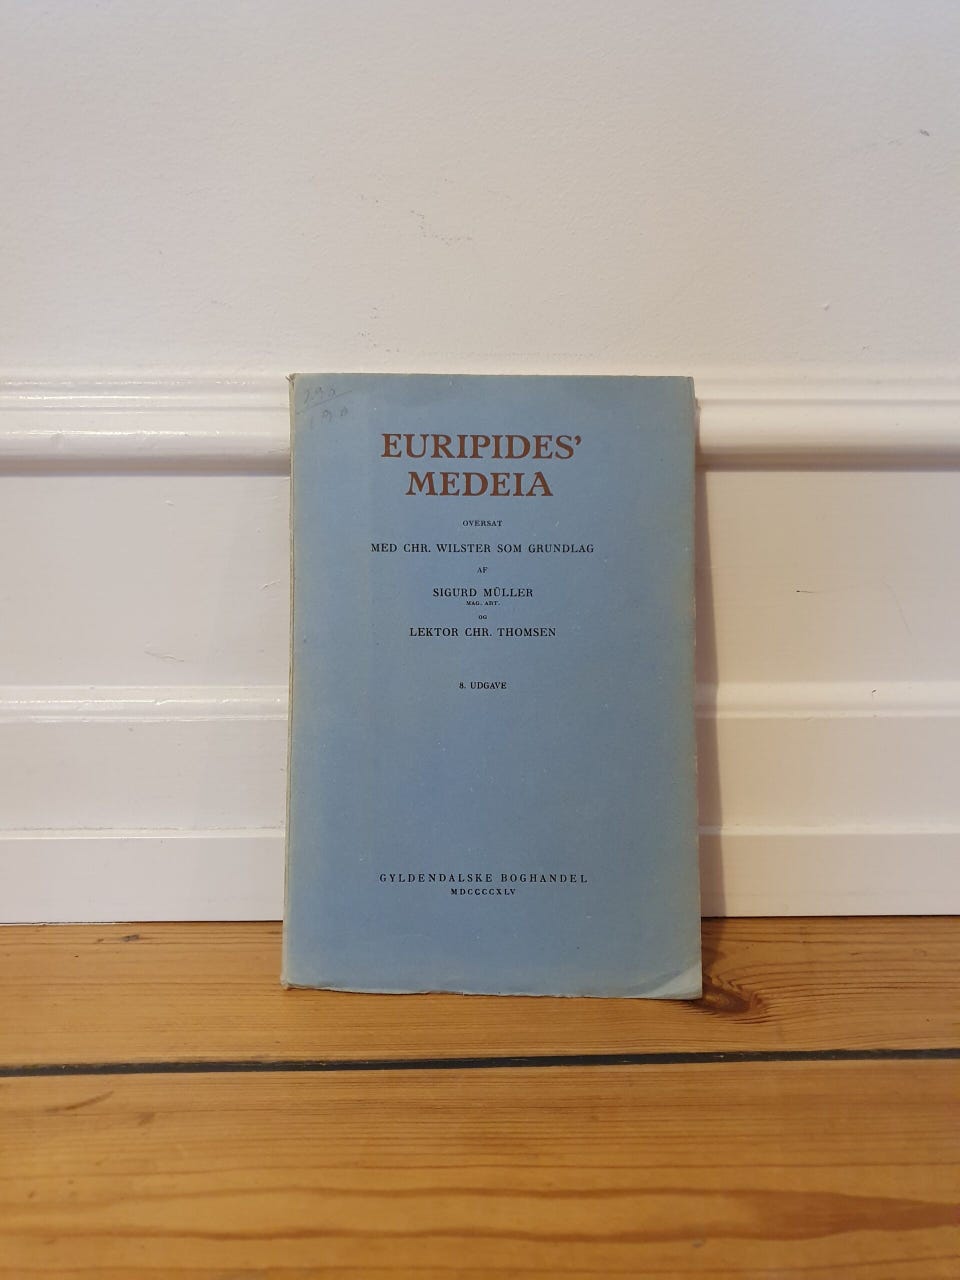 EURIPIDES’
MEDEIA
OVERSAT
MED CHR. WILSTER SOM GRUNDLAG
AF
SIGURD MÜLLER
MAG. ART.
OG
LEKTOR CHR. THOMSEN
8. UDGAVE
GYLDENDALSKE BOGHANDEL
MDCCCCXLV